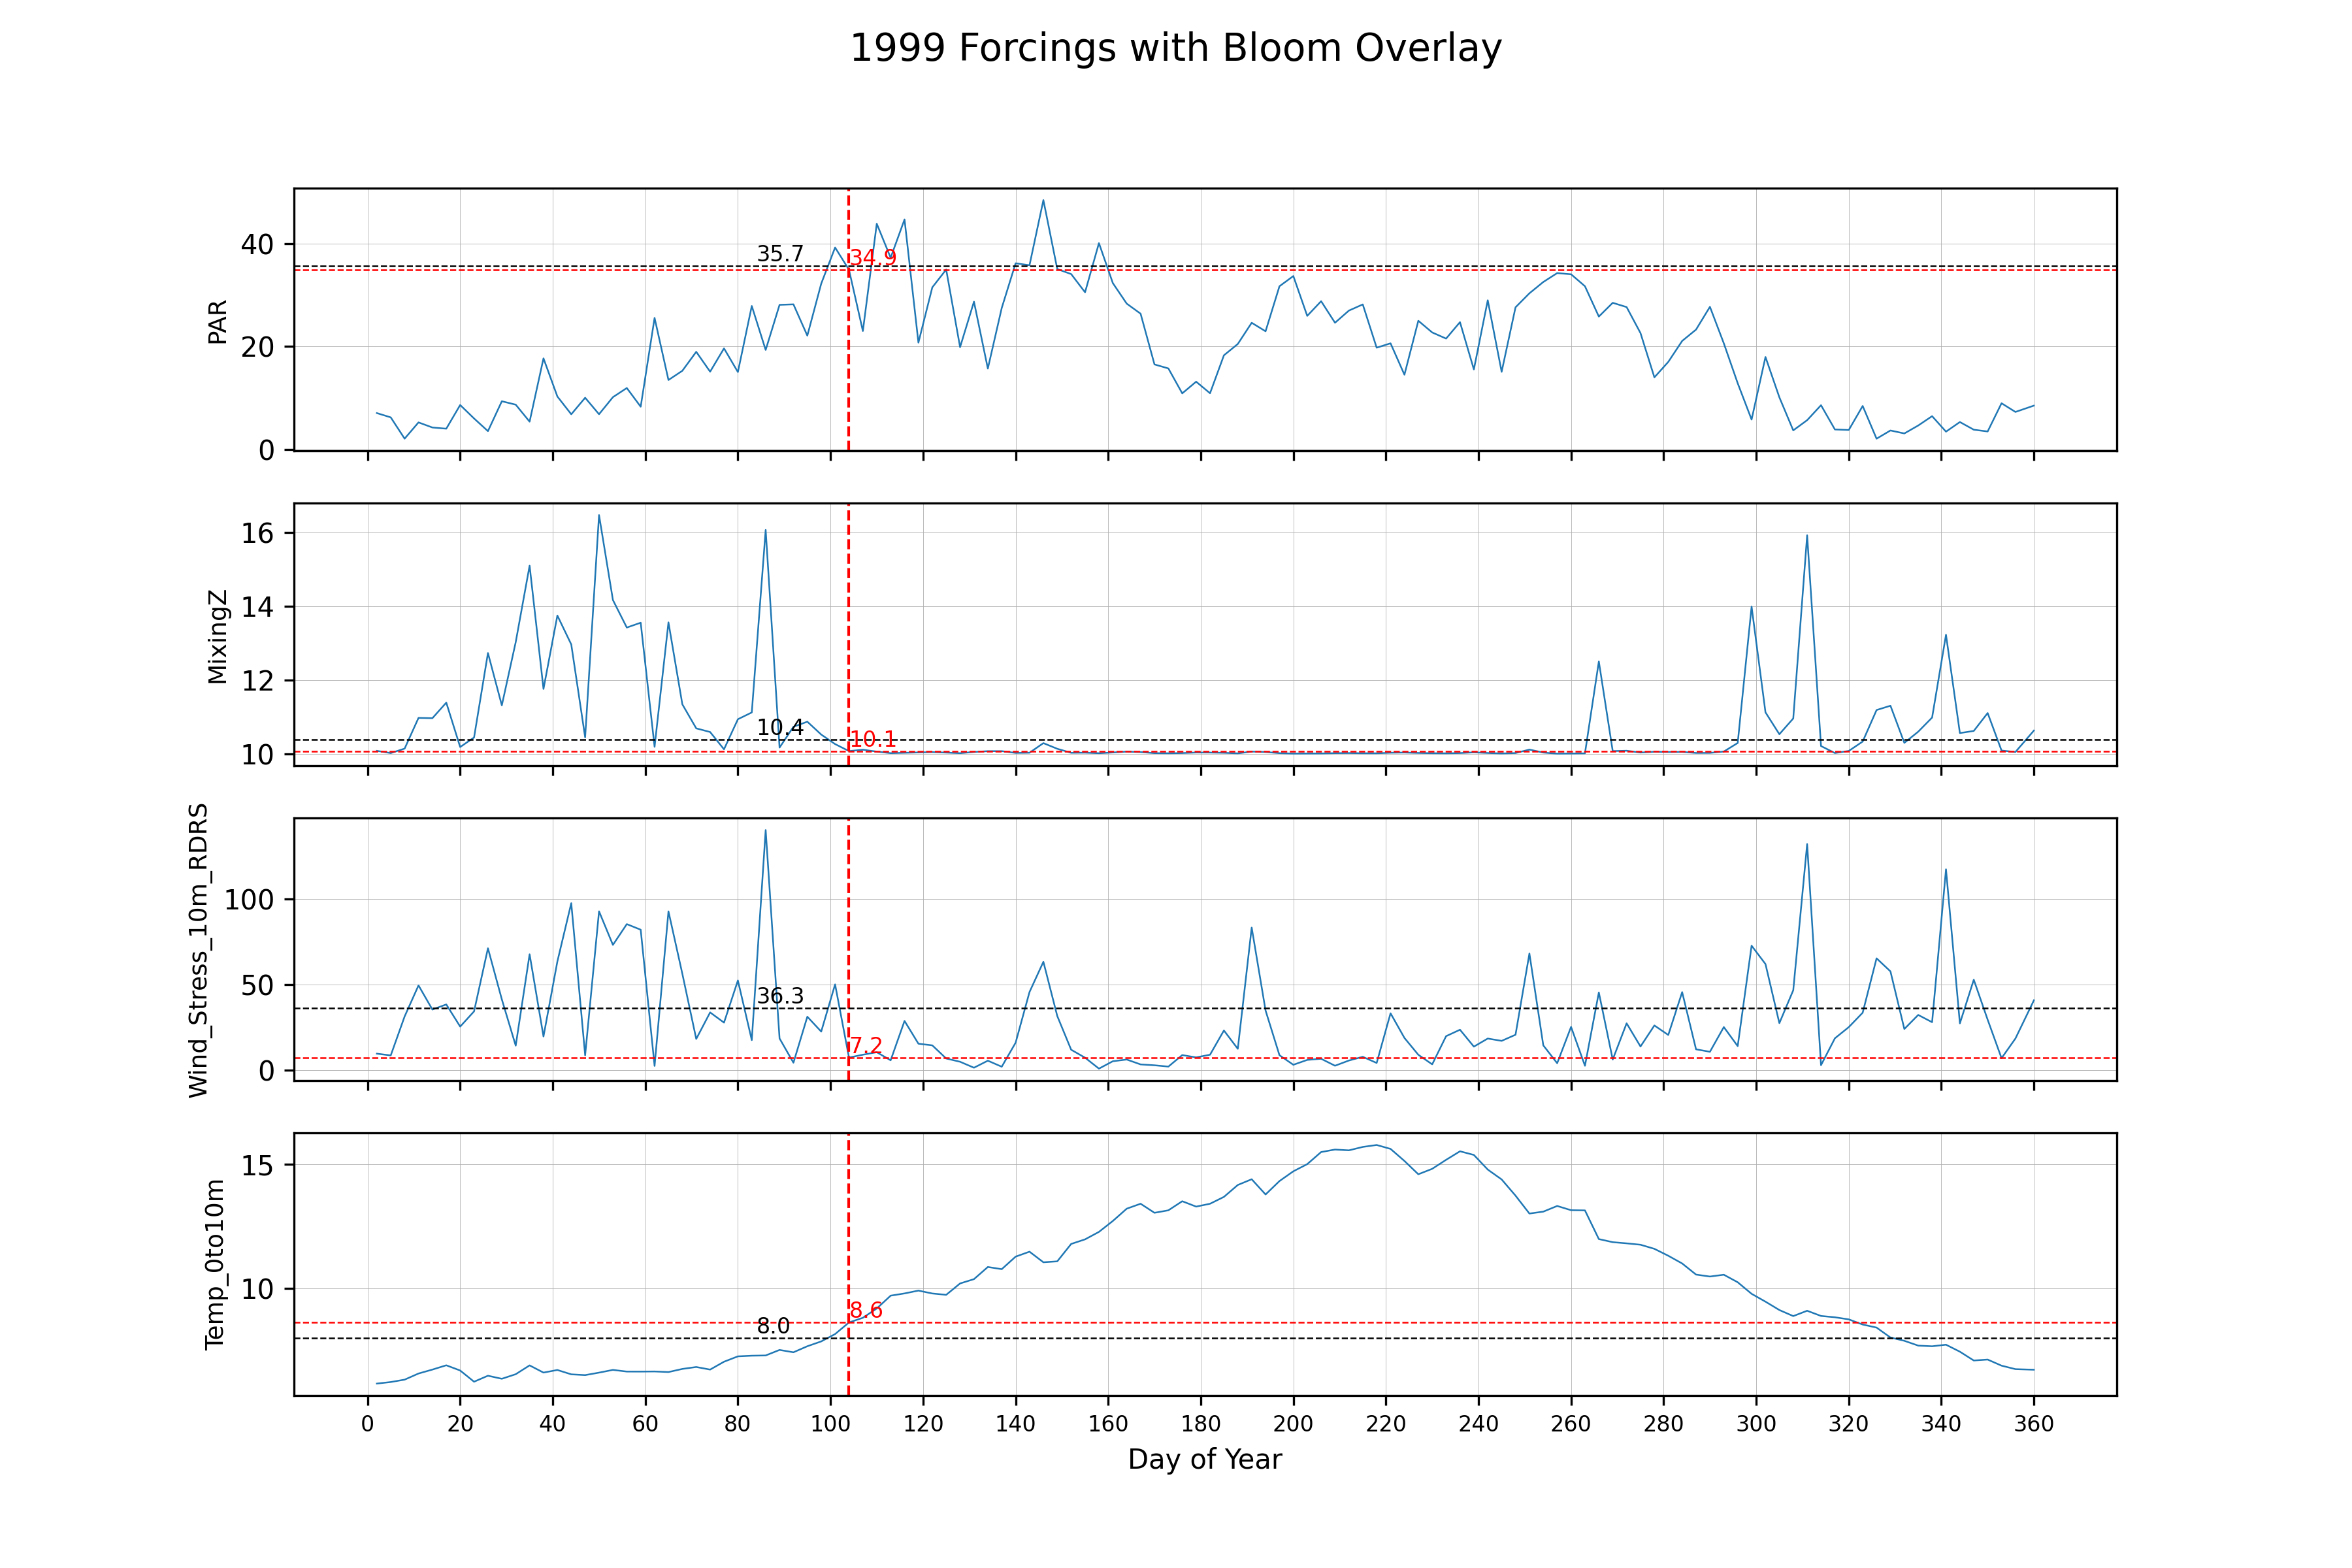 1999 Forcings with Bloom Overlay
PAR
40
20
0
35.7
34.9
MixingZ
16
14
12
10
10.4
10.1
Wind_Stress_10m_RDRS
100
50
0
36.3
7.2
Temp_0to10m
15
10
8.6
8.0
0 20 40 60 80 100 120 140 160 180 200 220 240 260 280 300 320 340 360
Day of Year